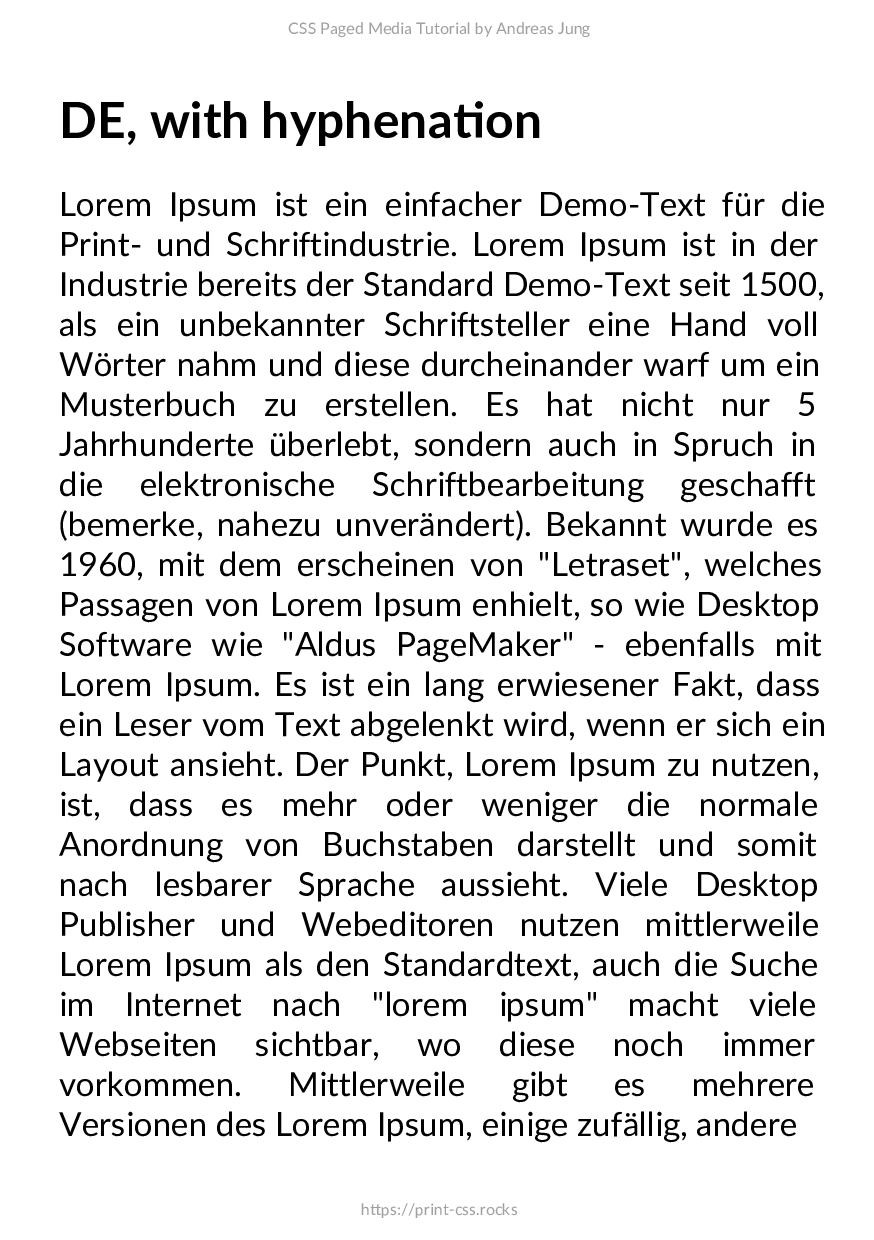 CSS Paged Media Tutorial by Andreas Jung
DE, with hyphenation
Lorem Ipsum ist ein einfacher Demo-Text für die
Print- und Schriftindustrie. Lorem Ipsum ist in der
Industrie bereits der Standard Demo-Text seit 1500,
als ein unbekannter Schriftsteller eine Hand voll
Wörter nahm und diese durcheinander warf um ein
Musterbuch zu erstellen. Es hat nicht nur 5
Jahrhunderte überlebt, sondern auch in Spruch in
die elektronische Schriftbearbeitung geschafft
(bemerke, nahezu unverändert). Bekannt wurde es
1960, mit dem erscheinen von "Letraset", welches
Passagen von Lorem Ipsum enhielt, so wie Desktop
Software wie "Aldus PageMaker" - ebenfalls mit
Lorem Ipsum. Es ist ein lang erwiesener Fakt, dass
ein Leser vom Text abgelenkt wird, wenn er sich ein
Layout ansieht. Der Punkt, Lorem Ipsum zu nutzen,
ist, dass es mehr oder weniger die normale
Anordnung von Buchstaben darstellt und somit
nach lesbarer Sprache aussieht. Viele Desktop
Publisher und Webeditoren nutzen mittlerweile
Lorem Ipsum als den Standardtext, auch die Suche
im Internet nach "lorem ipsum" macht viele
Webseiten sichtbar, wo diese noch immer
vorkommen. Mittlerweile gibt es mehrere
Versionen des Lorem Ipsum, einige zufällig, andere
https://print-css.rocks